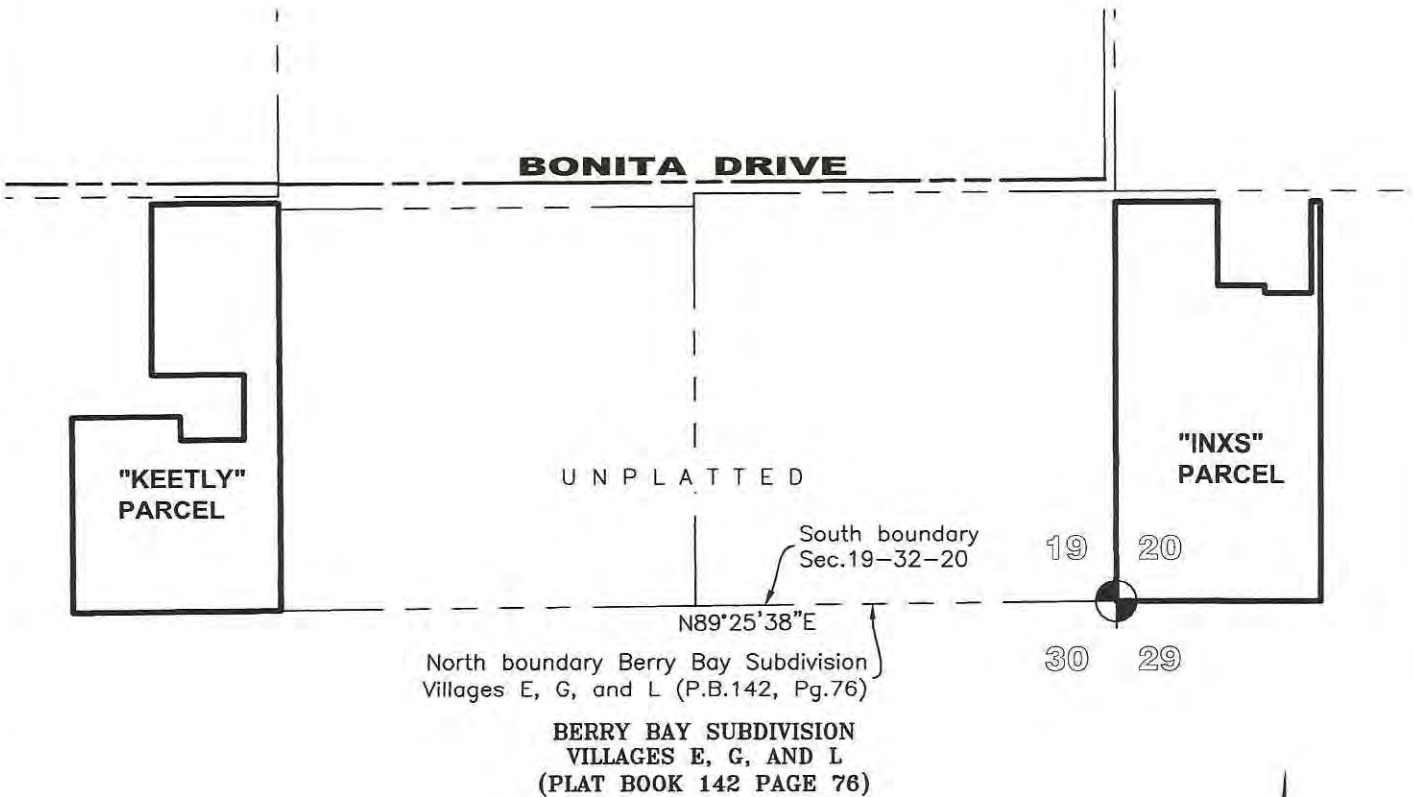 BONITA DRIVE
"KEETLY"
PARCEL
UNPLATTED
"INXS"
PARCEL
South boundary
Sec.19-32-20
19 20
N89°25'38"E
30 29
North boundary Berry Bay Subdivision
Villages E, G, and L (P.B.142, Pg.76)
BERRY BAY SUBDIVISION
VILLAGES E, G, AND L
(PLAT BOOK 142 PAGE 76)